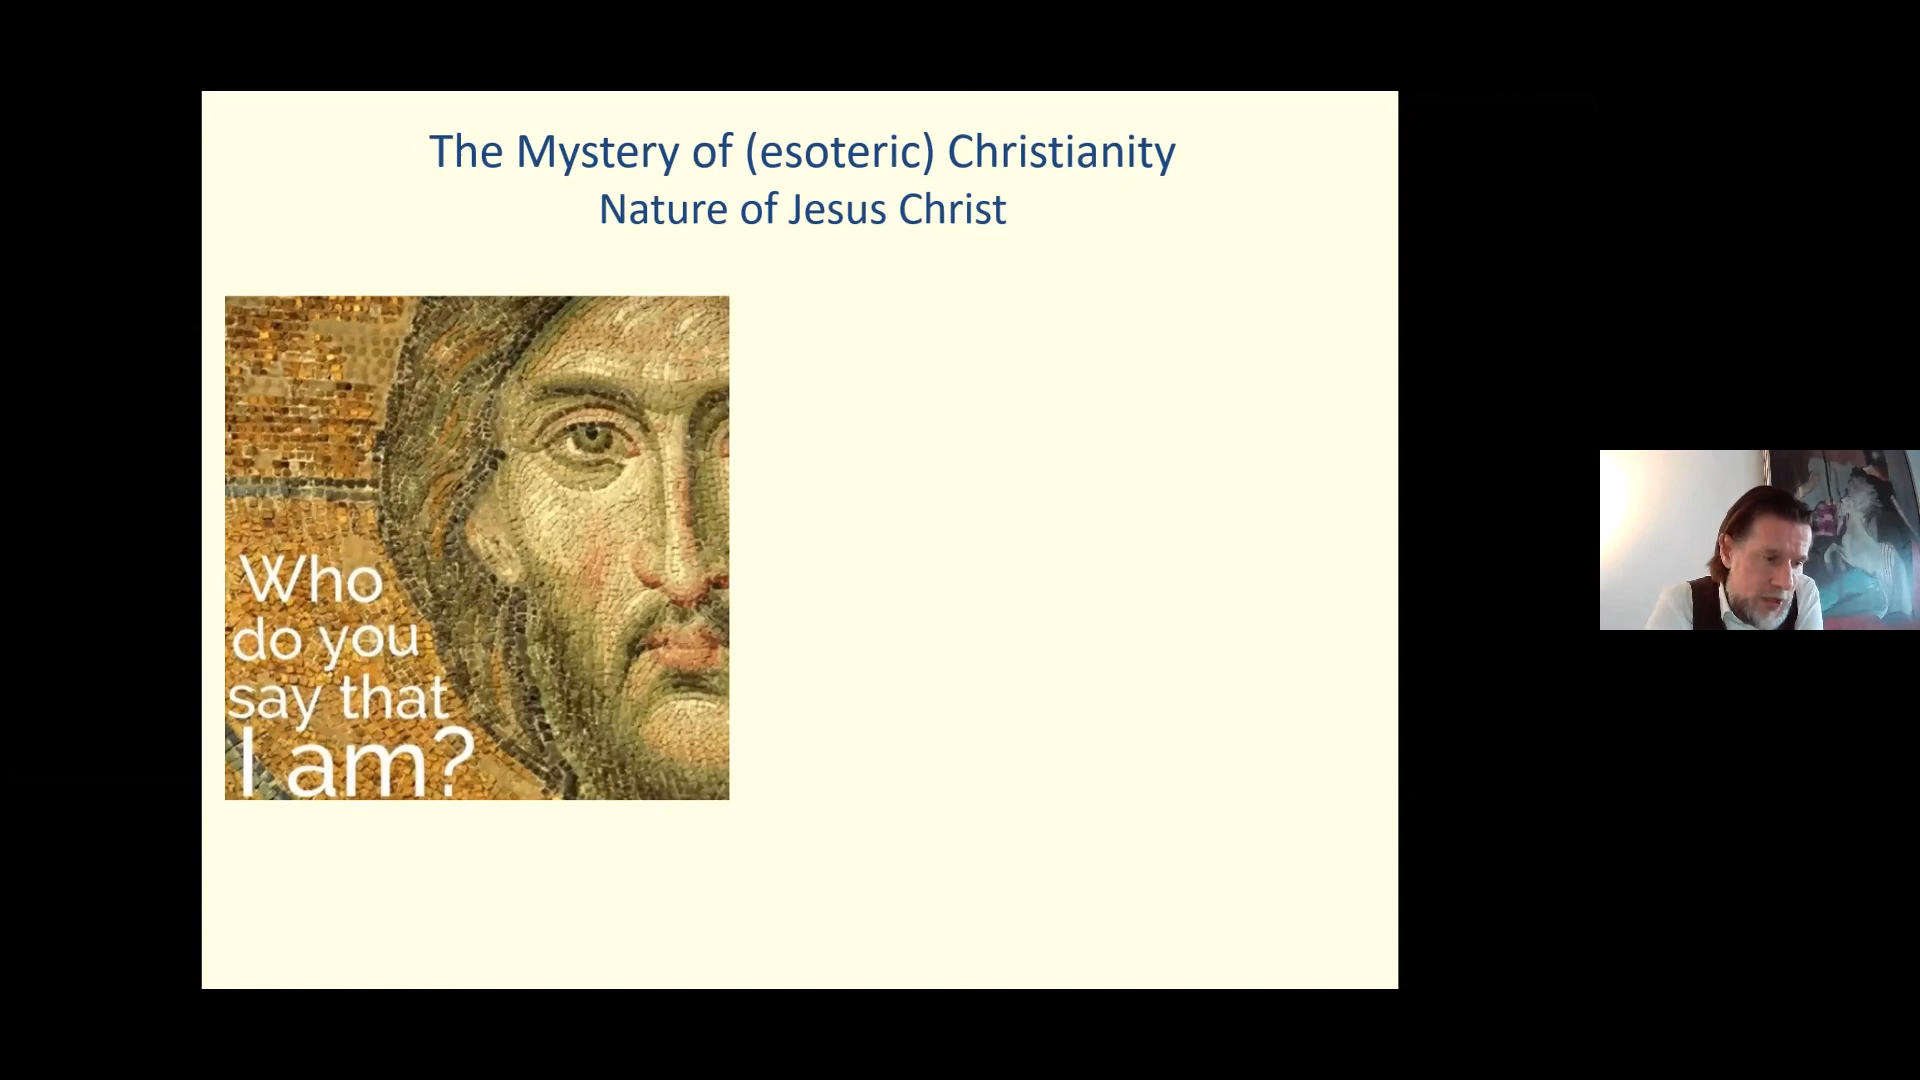 The Mystery of (esoteric) Christianity
Nature of Jesus Christ
Who
do you
say that
I am?